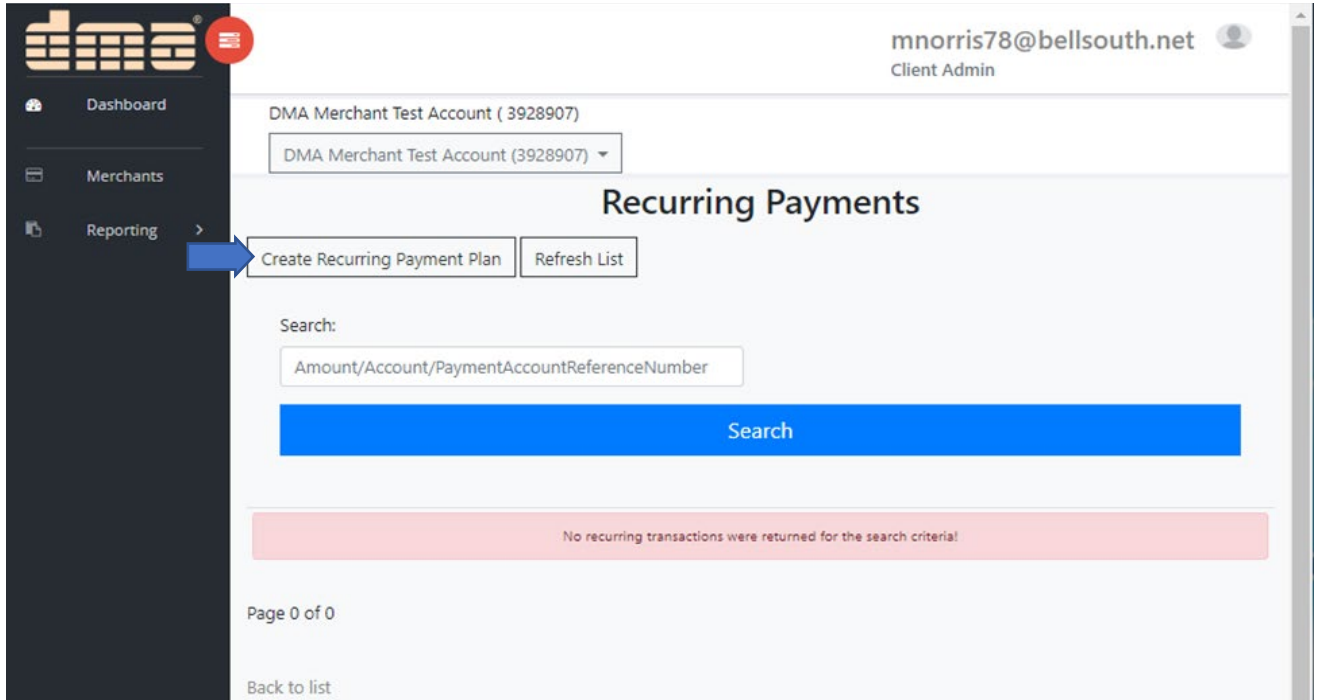 dma®
mnorris78@bellsouth.net
Client Admin
Dashboard
Merchants
Reporting >
DMA Merchant Test Account ( 3928907)
DMA Merchant Test Account (3928907)
Recurring Payments
Create Recurring Payment Plan
Refresh List
Search:
Amount/Account/PaymentAccountReferenceNumber
Search
No recurring transactions were returned for the search criteria!
Page 0 of 0
Back to list